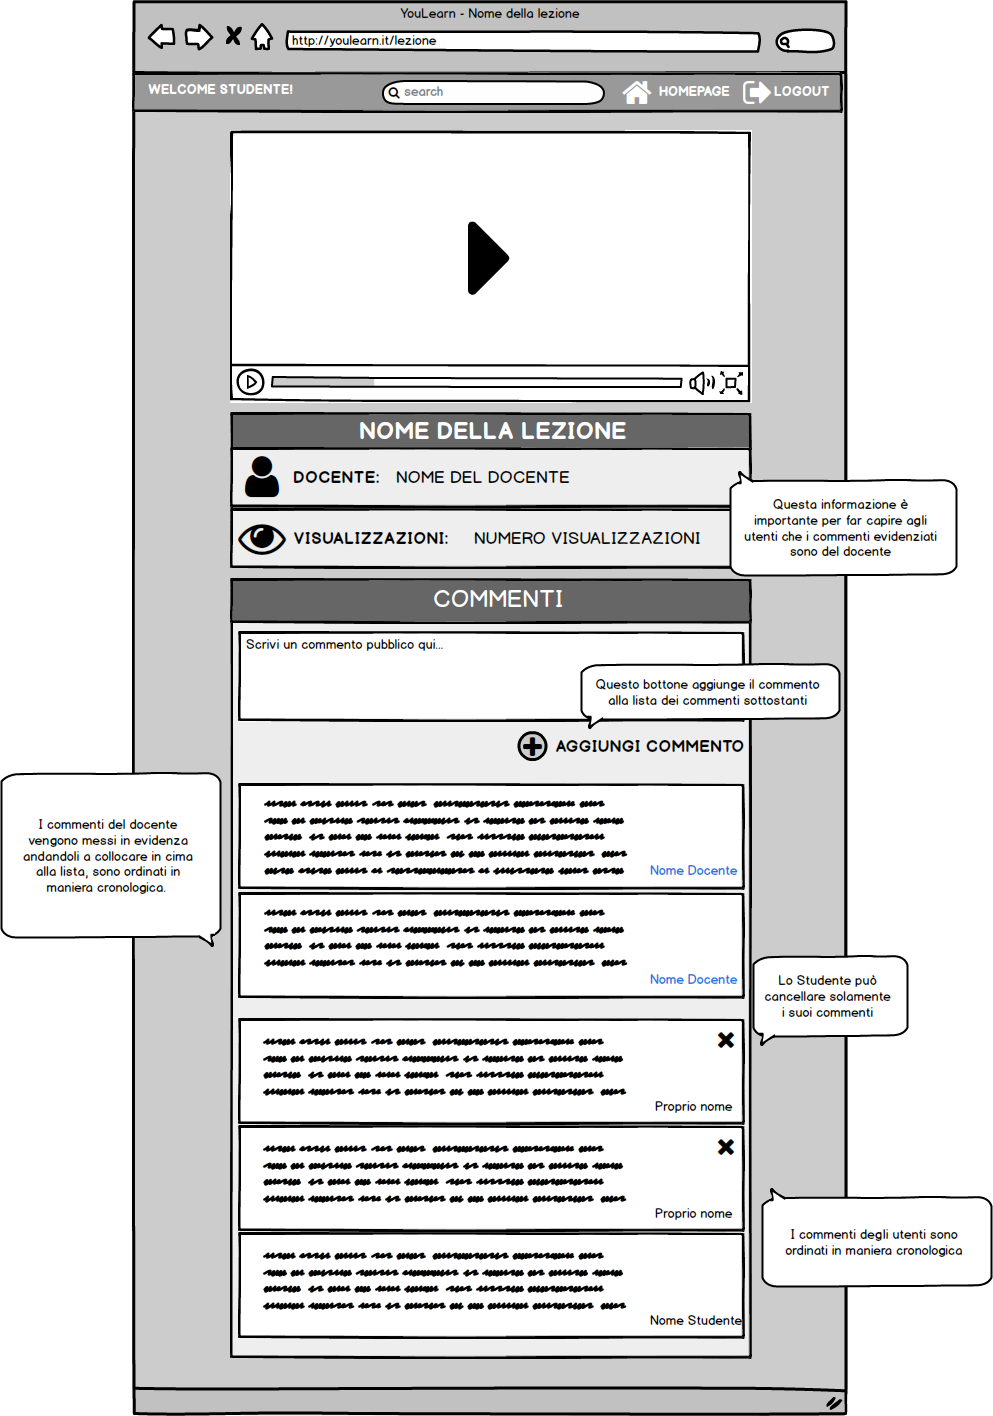 YouLearn - Nome della lezione
http://youlearn.it/lezione
WELCOME STUDENTE!
search
HOMEPAGE
LOGOUT
NOME DELLA LEZIONE
DOCENTE: NOME DEL DOCENTE
VISUALIZZAZIONI: NUMERO VISUALIZZAZIONI
Questa informazione è
importante per far capire agli
utenti che i commenti evidenziati
sono del docente
COMMENTI
Scrivi un commento pubblico qui...
Questo bottone aggiunge il commento
alla lista dei commenti sottostanti
AGGIUNGI COMMENTO
I commenti del docente
vengono messi in evidenza
andandoli a collocare in cima
alla lista, sono ordinati in
maniera cronologica.
Nome Docente
Nome Docente
Lo Studente può
cancellare solamente
i suoi commenti
Proprio nome
Proprio nome
I commenti degli utenti sono
ordinati in maniera cronologica
Nome Studente